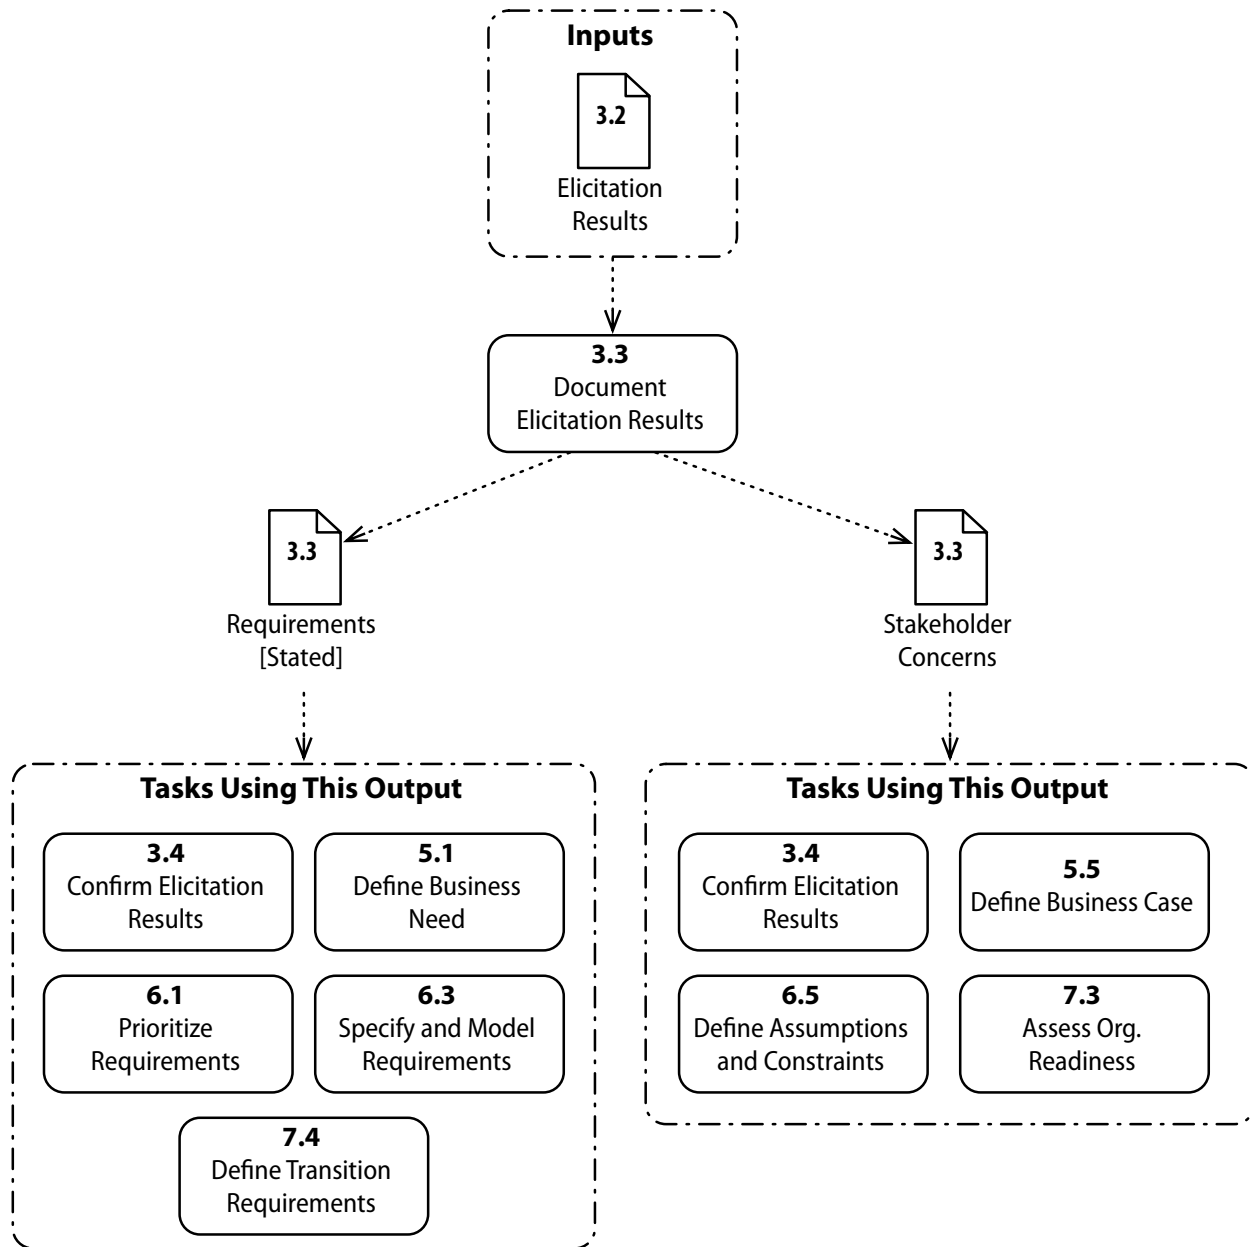 Inputs
3.2
Elicitation
Results
3.3
Document
Elicitation Results
3.3
Requirements
[Stated]
3.3
Stakeholder
Concerns
Tasks Using This Output
3.4
Confirm Elicitation
Results
5.1
Define Business
Need
6.1
Prioritize
Requirements
6.3
Specify and Model
Requirements
7.4
Define Transition
Requirements
Tasks Using This Output
3.4
Confirm Elicitation
Results
5.5
Define Business Case
6.5
Define Assumptions
and Constraints
7.3
Assess Org.
Readiness